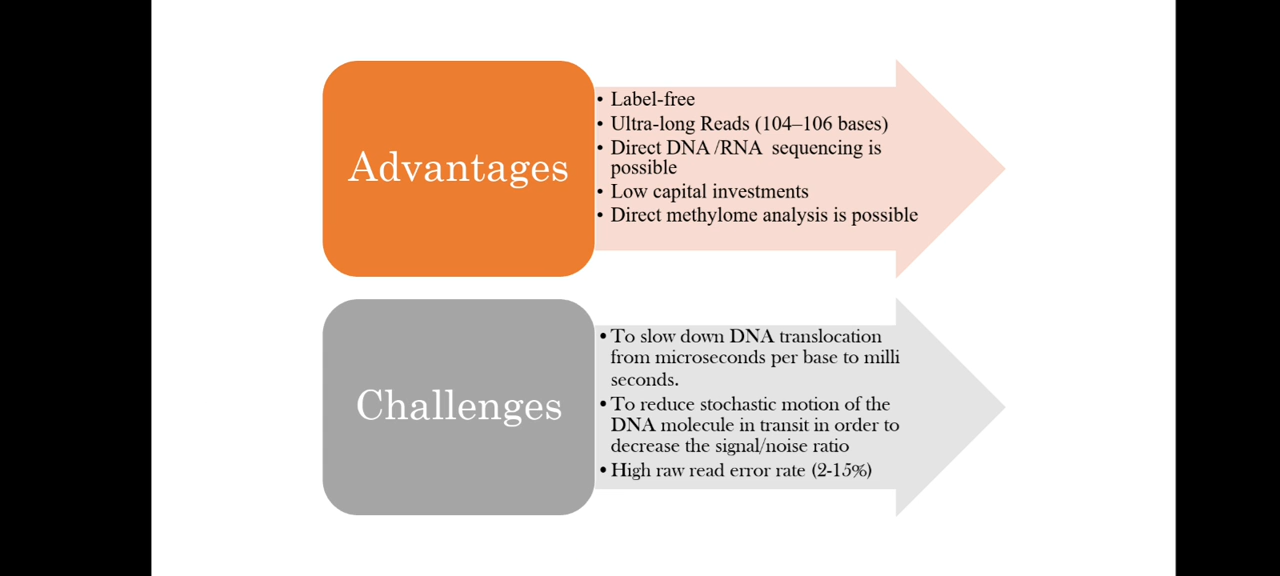 Advantages
• Label-free
• Ultra-long Reads (104–106 bases)
• Direct DNA /RNA  sequencing is
possible
• Low capital investments
• Direct methylome analysis is possible
Challenges
• To slow down DNA translocation
from microseconds per base to milli
seconds.
• To reduce stochastic motion of the
DNA molecule in transit in order to
decrease the signal/noise ratio
• High raw read error rate (2-15%)